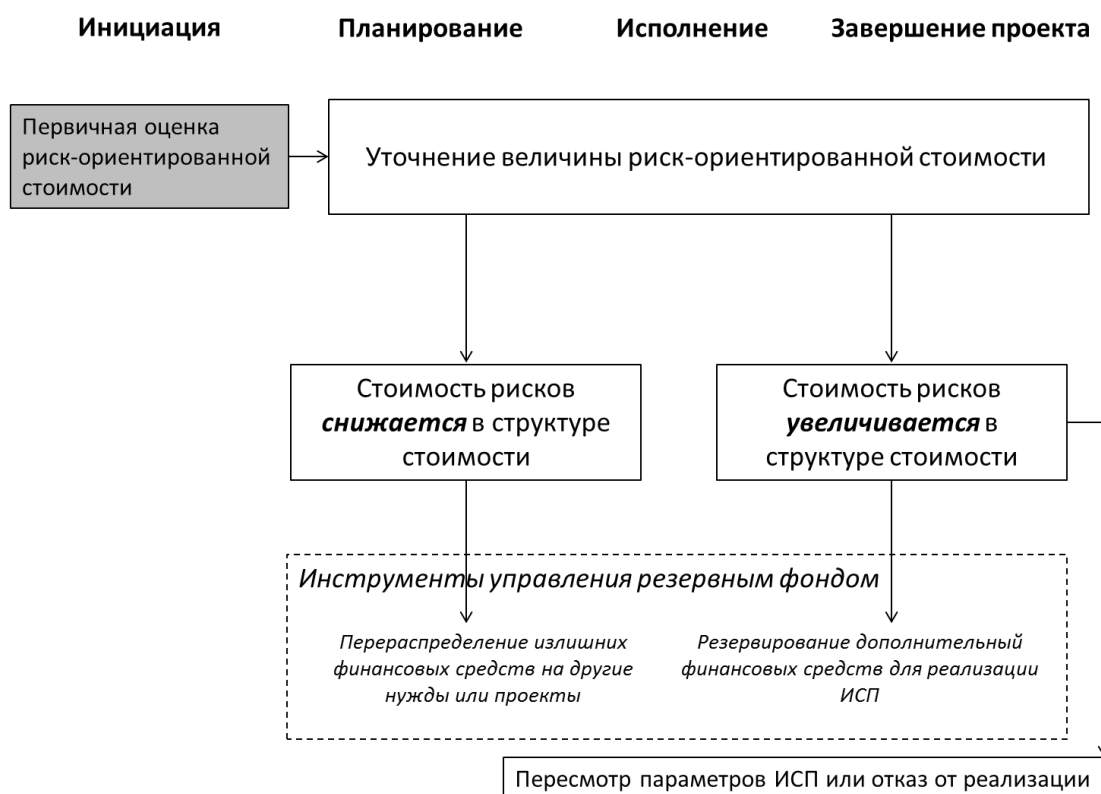 Инициация Планирование Исполнение Завершение проекта
Первичная оценка
риск-ориентированной
стоимости
Уточнение величины риск-ориентированной стоимости
Стоимость рисков
снижается в структуре
стоимости
Стоимость рисков
увеличивается в
структуре стоимости
Инструменты управления резервным фондом
Перераспределение излишних
финансовых средств на другие
нужды или проекты
Резервирование дополнительный
финансовых средств для реализации
ИСП
Пересмотр параметров ИСП или отказ от реализации